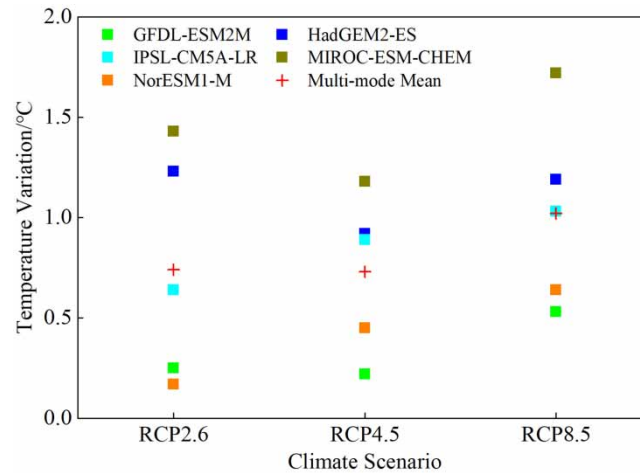 2.0
GFDL-ESM2M HadGEM2-ES
IPSL-CM5A-LR MIROC-ESM-CHEM
NorESM1-M Multi-mode Mean
1.5
1.0
0.5
0.0
Temperature Variation/°C
RCP2.6 RCP4.5 RCP8.5
Climate Scenario